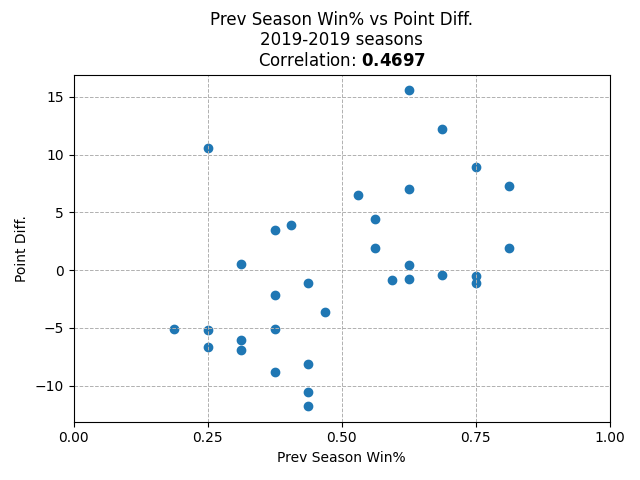 Prev Season Win% vs Point Diff.
2019-2019 seasons
Correlation: 0.4697
15
10
5
0
−5
−10
Point Diff.
0.00 0.25 0.50 0.75 1.00
Prev Season Win%